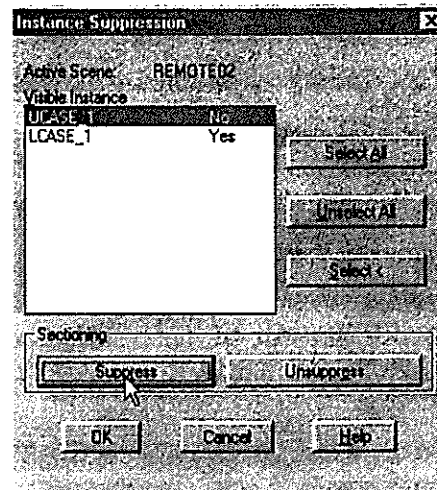 Instance Suppression
Active Scene: REMOTE02
Visible Instance
UCASE_1 No
LCASE_1 Yes
Select All
Unselect All
Select <
Sectioning
Suppress Unsuppress
OK Cancel Help